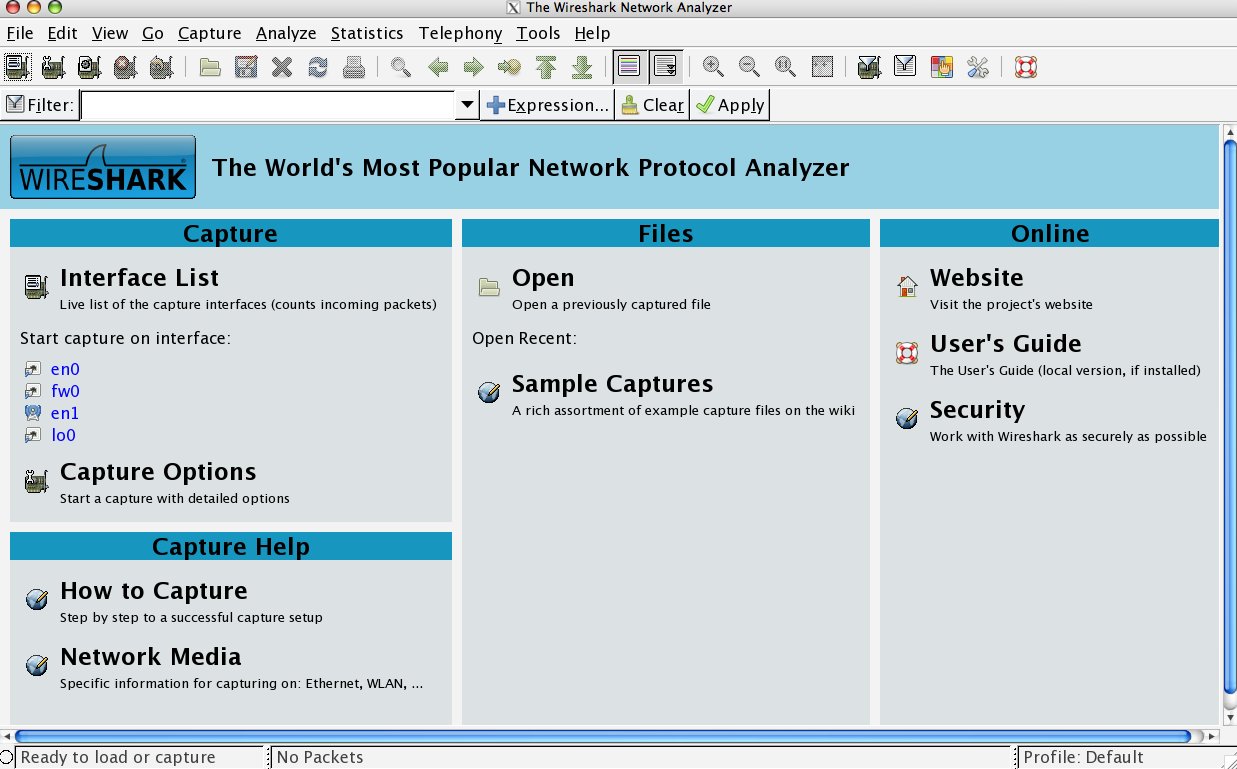 The Wireshark Network Analyzer
File Edit View Go Capture Analyze Statistics Telephony Tools Help
Filter: Expression... Clear Apply
WIRESHARK The World's Most Popular Network Protocol Analyzer
Capture
Interface List
Live list of the capture interfaces (counts incoming packets)
Start capture on interface:
en0
fw0
en1
lo0
Capture Options
Start a capture with detailed options
Capture Help
How to Capture
Step by step to a successful capture setup
Network Media
Specific information for capturing on: Ethernet, WLAN, ...
Files
Open
Open a previously captured file
Open Recent:
Sample Captures
A rich assortment of example capture files on the wiki
Online
Website
Visit the project's website
User's Guide
The User's Guide (local version, if installed)
Security
Work with Wireshark as securely as possible
Ready to load or capture No Packets Profile: Default